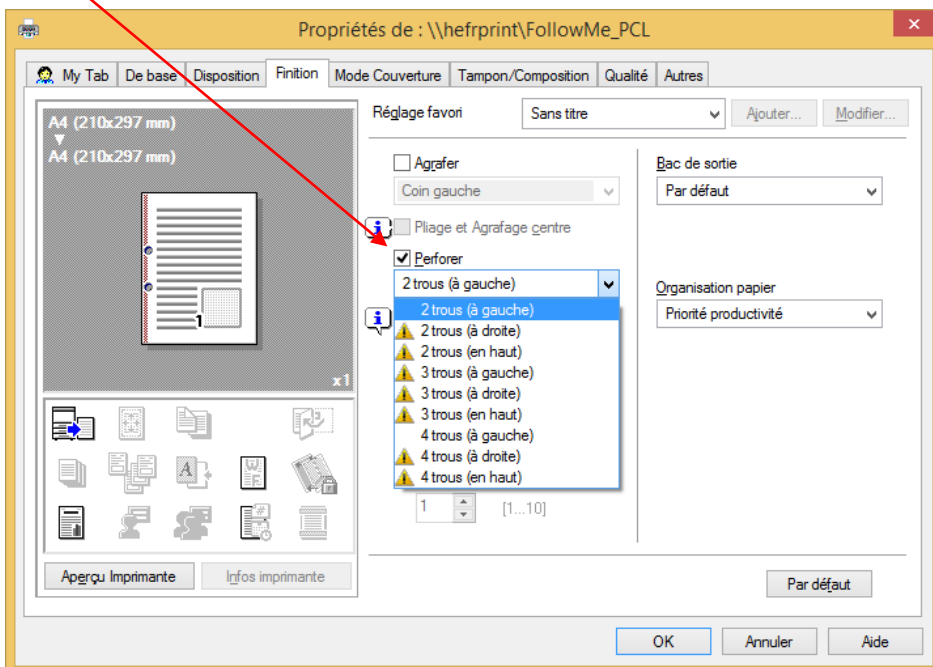 Propriétés de : \\hefrprint\FollowMe_PCL
My Tab De base Disposition Finition Mode Couverture Tampon/Composition Qualité Autres
A4 (210x297 mm)
A4 (210x297 mm)
1
x1
Aperçu Imprimante Infos imprimante
Réglage favori Sans titre Ajouter... Modifier...
Agrafer
Coin gauche
Pliage et Agrafage centre
Perforer
2 trous (à gauche)
2 trous (à gauche)
2 trous (à droite)
2 trous (en haut)
3 trous (à gauche)
3 trous (à droite)
3 trous (en haut)
4 trous (à gauche)
4 trous (à droite)
4 trous (en haut)
1 [1...10]
Bac de sortie
Par défaut
Organisation papier
Priorité productivité
Par défaut
OK Annuler Aide